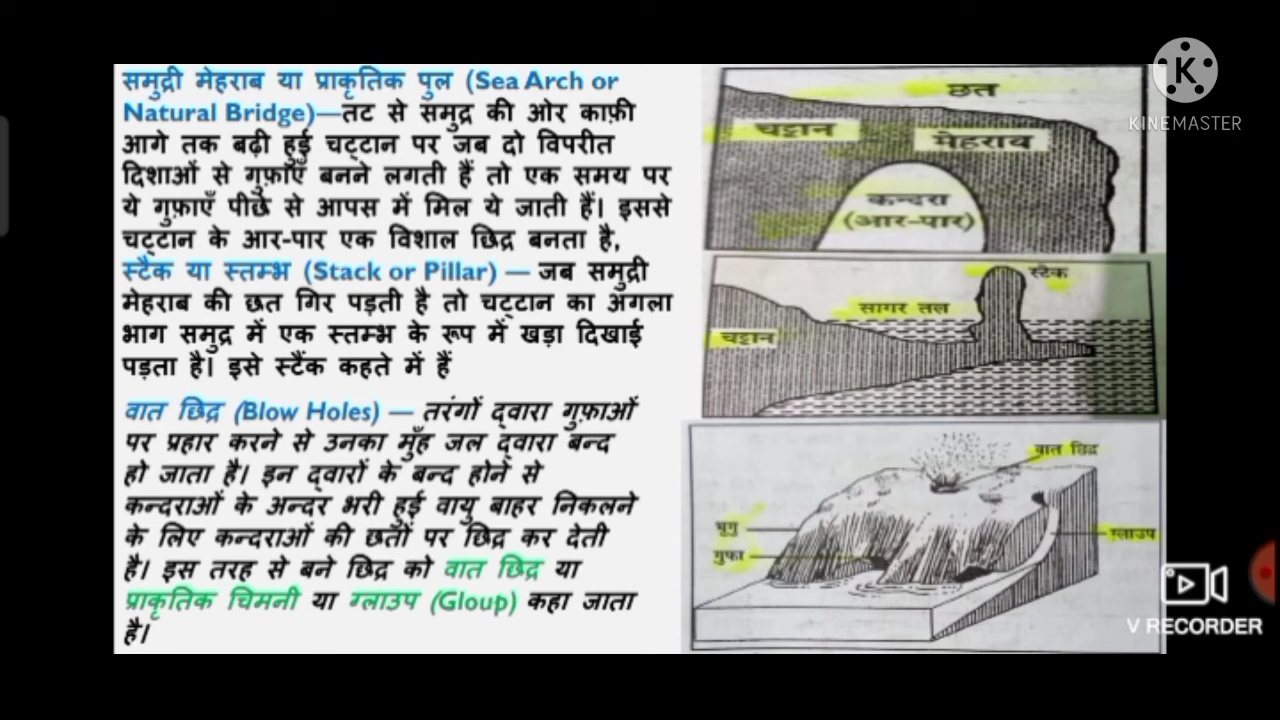 समुद्री मेहराब या प्राकृतिक पुल (Sea Arch or
Natural Bridge)—तट से समुद्र की ओर काफ़ी
आगे तक बढ़ी हुई चट्टान पर जब दो विपरीत
दिशाओं से गुफ़ाएँ बनने लगती हैं तो एक समय पर
ये गुफ़ाएँ पीछे से आपस में मिल ये जाती हैं। इससे
चट्टान के आर-पार एक विशाल छिद्र बनता है,
स्टैक या स्तम्भ (Stack or Pillar) — जब समुद्री
मेहराब की छत गिर पड़ती है तो चट्टान का अगला
भाग समुद्र में एक स्तम्भ के रूप में खड़ा दिखाई
पड़ता है। इसे स्टैंक कहते में हैं
वात छिद्र (Blow Holes) — तरंगों द्वारा गुफ़ाओं
पर प्रहार करने से उनका मुँह जल द्वारा बन्द
हो जाता है। इन द्वारों के बन्द होने से
कन्दराओं के अन्दर भरी हुई वायु बाहर निकलने
के लिए कन्दराओं की छतों पर छिद्र कर देती
है। इस तरह से बने छिद्र को वात छिद्र या
प्राकृतिक चिमनी या ग्लाउप (Gloup) कहा जाता
है।
छत
चट्टान
मेहराव
कन्दरा
(आर-पार)
स्टेक
सागर तल
चट्टान
वात छिद्र
भृगु
गुफा
ग्लाउप
K
KINEMASTER
V RECORDER